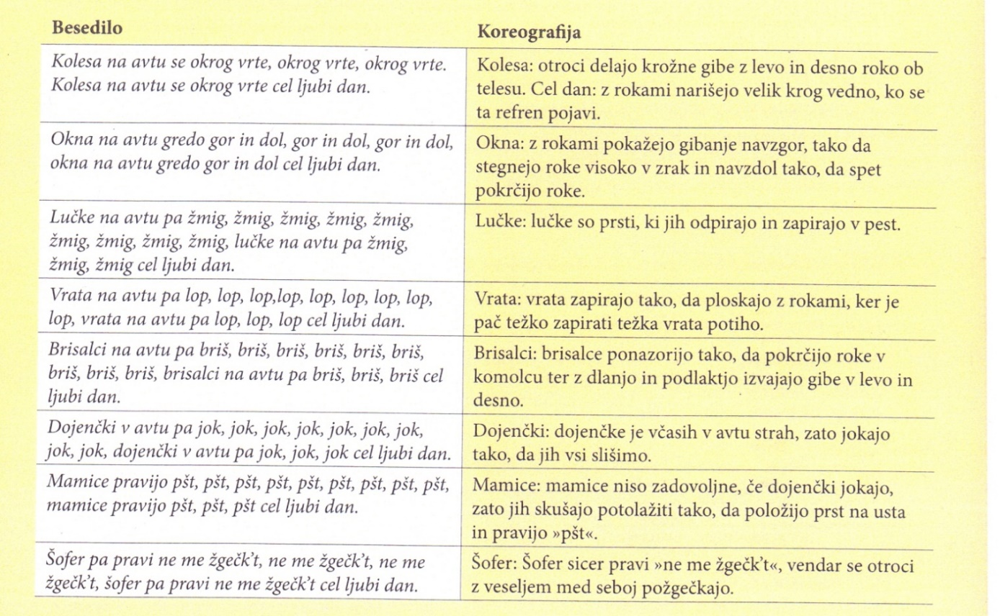 Besedilo
Koreografija
Kolesa na avtu se okrog vrte, okrog vrte, okrog vrte.
Kolesa na avtu se okrog vrte cel ljubi dan.
Kolesa: otroci delajo krožne gibe z levo in desno roko ob
telesu. Cel dan: z rokami narišejo velik krog vedno, ko se
ta refren pojavi.
Okna na avtu gredo gor in dol, gor in dol, gor in dol,
okna na avtu gredo gor in dol cel ljubi dan.
Okna: z rokami pokažejo gibanje navzgor, tako da
stegnejo roke visoko v zrak in navzdol tako, da spet
pokrčijo roke.
Lučke na avtu pa žmig, žmig, žmig, žmig, žmig,
žmig, žmig, žmig, žmig, lučke na avtu pa žmig,
žmig, žmig cel ljubi dan.
Lučke: lučke so prsti, ki jih odpirajo in zapirajo v pest.
Vrata na avtu pa lop, lop, lop,lop, lop, lop, lop, lop,
lop, vrata na avtu pa lop, lop, lop cel ljubi dan.
Vrata: vrata zapirajo tako, da ploskajo z rokami, ker je
pač težko zapirati težka vrata potiho.
Brisalci na avtu pa briš, briš, briš, briš, briš, briš,
briš, briš, briš, brisalci na avtu pa briš, briš, briš cel
ljubi dan.
Brisalci: brisalce ponazorijo tako, da pokrčijo roke v
komolcu ter z dlanjo in podlaktjo izvajajo gibe v levo in
desno.
Dojenčki v avtu pa jok, jok, jok, jok, jok, jok, jok,
jok, jok, dojenčki v avtu pa jok, jok, jok cel ljubi dan.
Dojenčki: dojenčke je včasih v avtu strah, zato jokajo
tako, da jih vsi slišimo.
Mamice pravijo pšt, pšt, pšt, pšt, pšt, pšt, pšt, pšt, pšt,
mamice pravijo pšt, pšt, pšt cel ljubi dan.
Mamice: mamice niso zadovoljne, če dojenčki jokajo,
zato jih skušajo potolažiti tako, da položijo prst na usta
in pravijo »pšt«.
Šofer pa pravi ne me žgečk’t, ne me žgečk’t, ne me
žgečk’t, šofer pa pravi ne me žgečk’t cel ljubi dan.
Šofer: Šofer sicer pravi »ne me žgečk’t«, vendar se otroci
z veseljem med seboj požgečkajo.